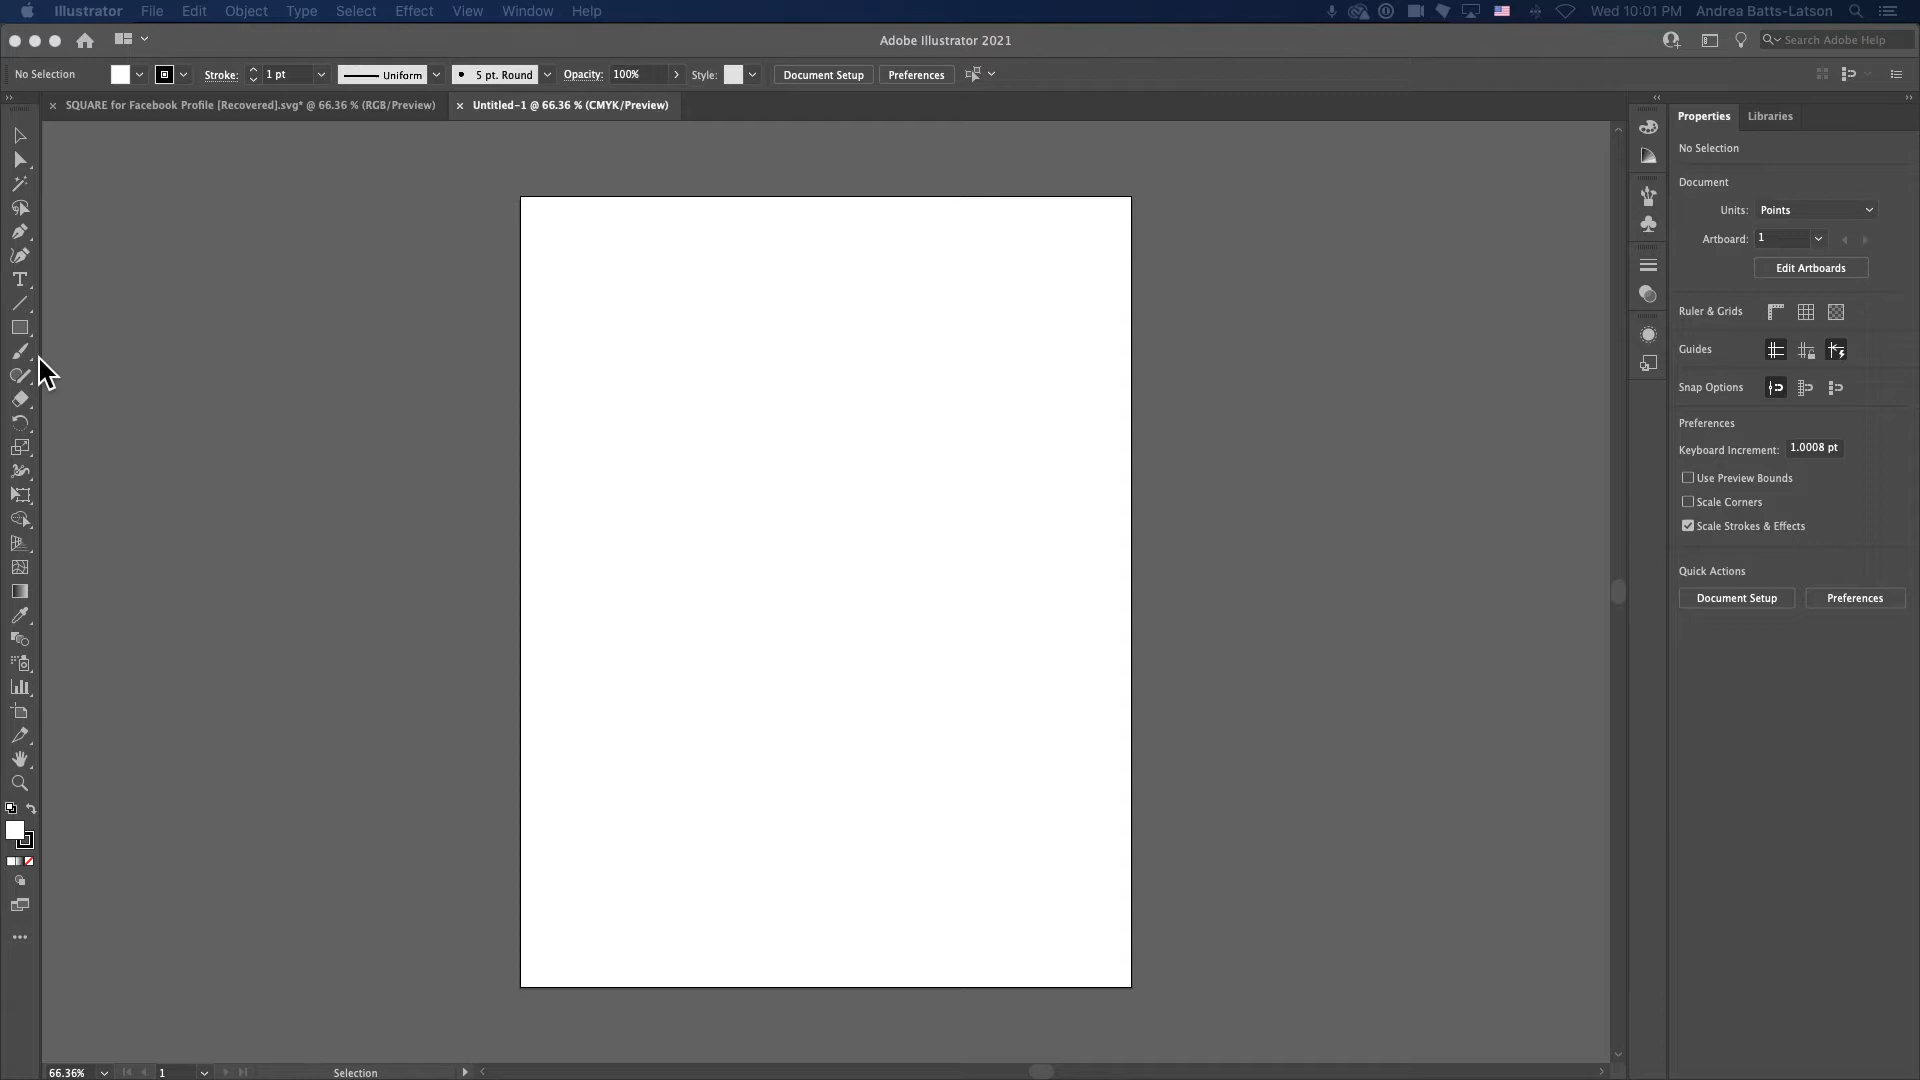 Illustrator File Edit Object Type Select Effect View Window Help Wed 10:01 PM Andrea Batts-Latson
Adobe Illustrator 2021 Search Adobe Help
No Selection Stroke: 1 pt Uniform 5 pt. Round Opacity: 100% Style: Document Setup Preferences
SQUARE for Facebook Profile [Recovered].svg* @ 66.36 % (RGB/Preview) Untitled-1 @ 66.36 % (CMYK/Preview)
Properties Libraries
No Selection
Document
Units: Points
Artboard: 1
Edit Artboards
Ruler & Grids
Guides
Snap Options
Preferences
Keyboard Increment: 1.0008 pt
Use Preview Bounds
Scale Corners
Scale Strokes & Effects
Quick Actions
Document Setup Preferences
66.36% 1 Selection